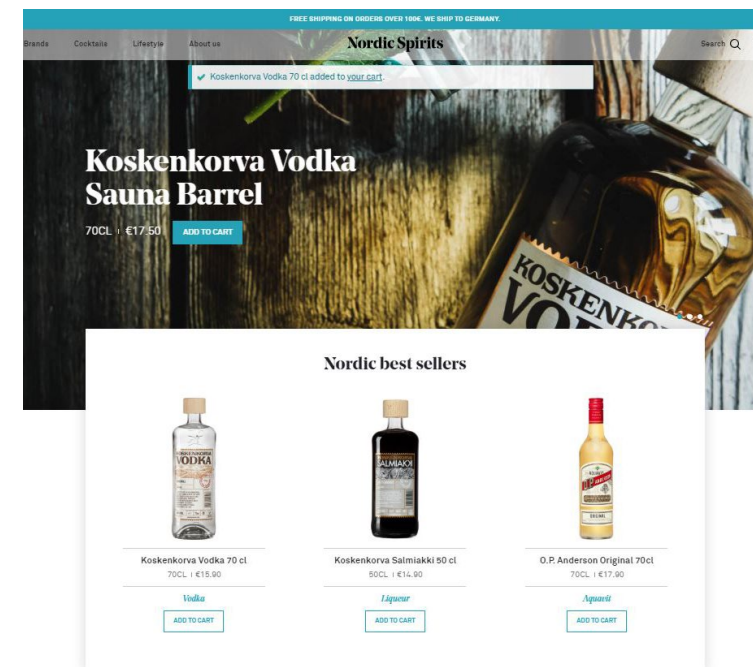 FREE SHIPPING ON ORDERS OVER 100€. WE SHIP TO GERMANY.
Brands Cocktails Lifestyle About us Nordic Spirits Search
Koskenkorva Vodka 70 cl added to your cart.
Koskenkorva Vodka
Sauna Barrel
70CL | €17.50 ADD TO CART
KOSKENKO
VOD
Nordic best sellers
VODKA
SALMIAKKI
O.P.
ORIGINAL
Koskenkorva Vodka 70 cl Koskenkorva Salmiakki 50 cl O.P. Anderson Original 70cl
70CL | €15.90 50CL | €14.90 70CL | €17.90
Vodka Liqueur Aquavit
ADD TO CART ADD TO CART ADD TO CART